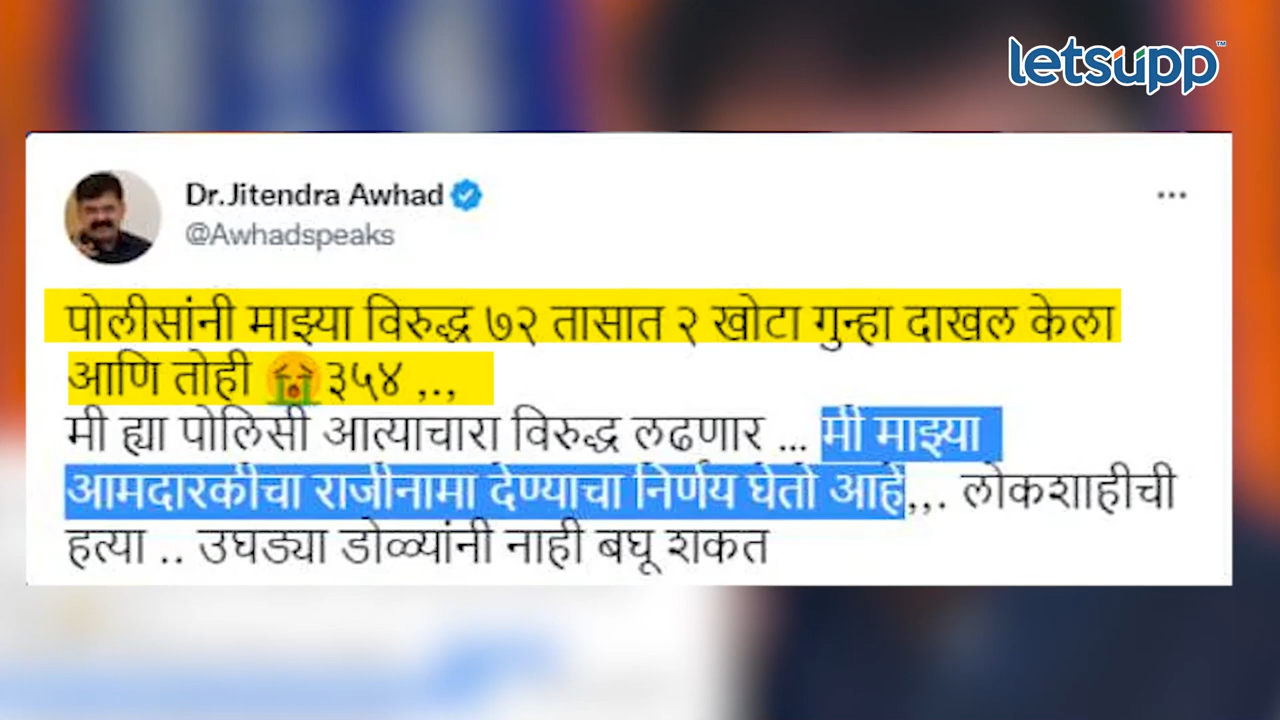 letsupp™
Dr.Jitendra Awhad
@Awhadspeaks
पोलीसांनी माझ्या विरुद्ध ७२ तासात २ खोटा गुन्हा दाखल केला
आणि तोही 😭३५४ ,.,
मी ह्या पोलिसी आत्याचारा विरुद्ध लढणार ... मी माझ्या
आमदारकीचा राजीनामा देण्याचा निर्णय घेतो आहे,,. लोकशाहीची
हत्या .. उघड्या डोळ्यांनी नाही बघू शकत